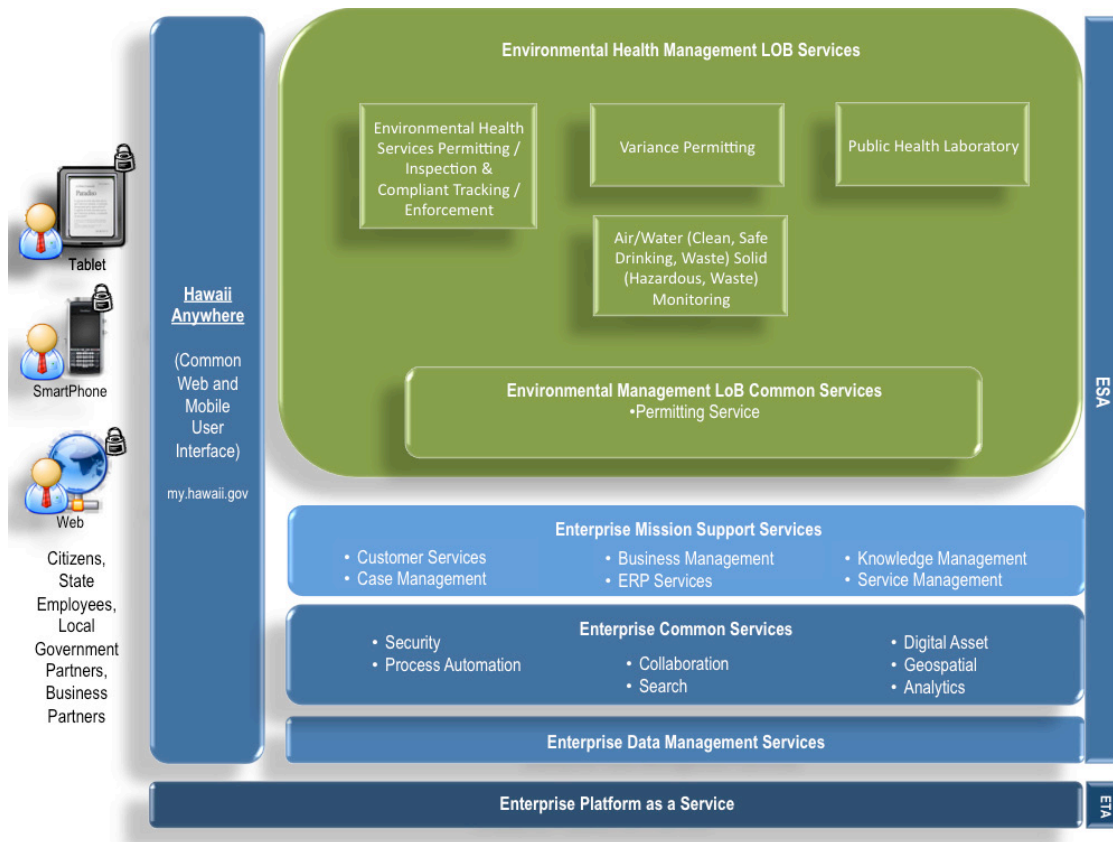 Tablet
SmartPhone
Web
Citizens,
State
Employees,
Local
Government
Partners,
Business
Partners
Hawaii
Anywhere
(Common
Web and
Mobile
User
Interface)
my.hawaii.gov
Environmental Health Management LOB Services
Environmental Health
Services Permitting /
Inspection &
Compliant Tracking /
Enforcement
Variance Permitting
Public Health Laboratory
Air/Water (Clean, Safe
Drinking, Waste) Solid
(Hazardous, Waste)
Monitoring
Environmental Management LoB Common Services
•Permitting Service
Enterprise Mission Support Services
• Customer Services
• Case Management
• Business Management
• ERP Services
• Knowledge Management
• Service Management
Enterprise Common Services
• Security
• Process Automation
• Collaboration
• Search
• Digital Asset
• Geospatial
• Analytics
Enterprise Data Management Services
ESA
Enterprise Platform as a Service
ETA